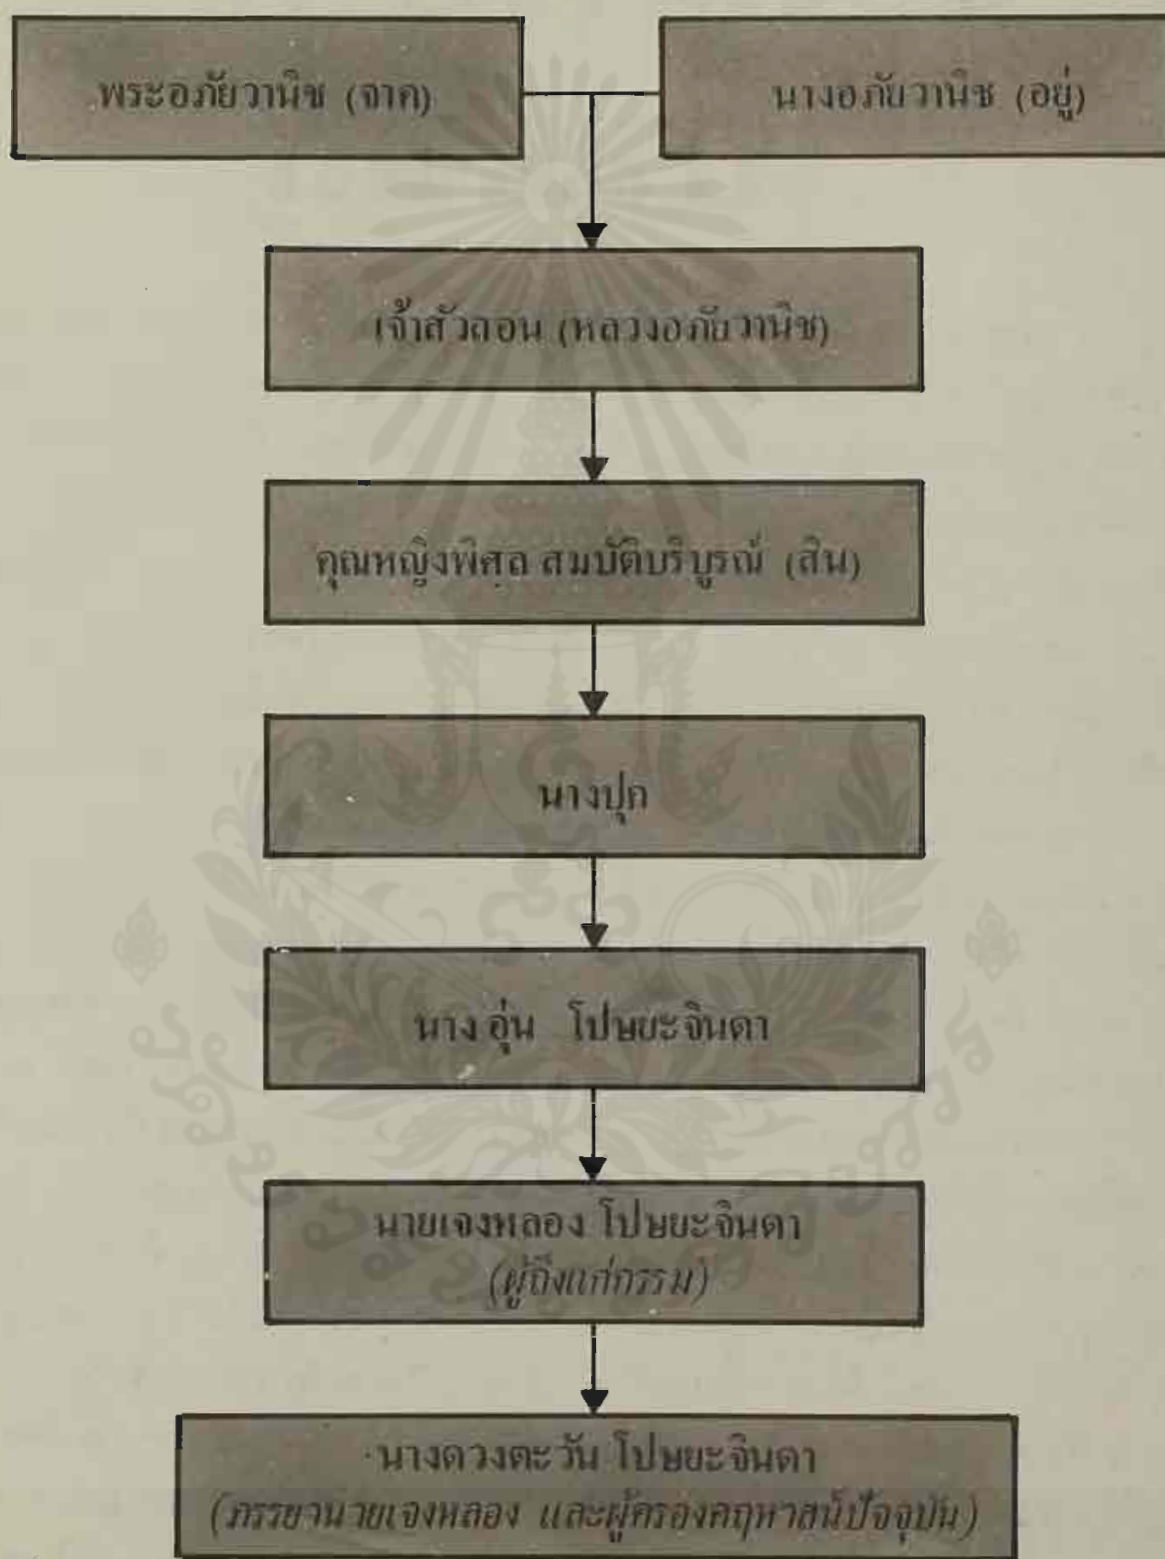 พระอภัยวานิช (จาค)
นางอภัยวานิช (อยู่)
เจ้าสัวสอน (หลวงอภัยวานิช)
คุณหญิงพิศุล สมบัติบริบูรณ์ (สิน)
นางปุค
นาง อุ่น โปษยะจินดา
นายเจงหลอง โปษยะจินดา
(ผู้ถึงแก่กรรม)
นางดวงตะวัน โปษยะจินดา
(ภรรยานายเจงหลอง และผู้ครองคฤหาสน์ปัจจุบัน)